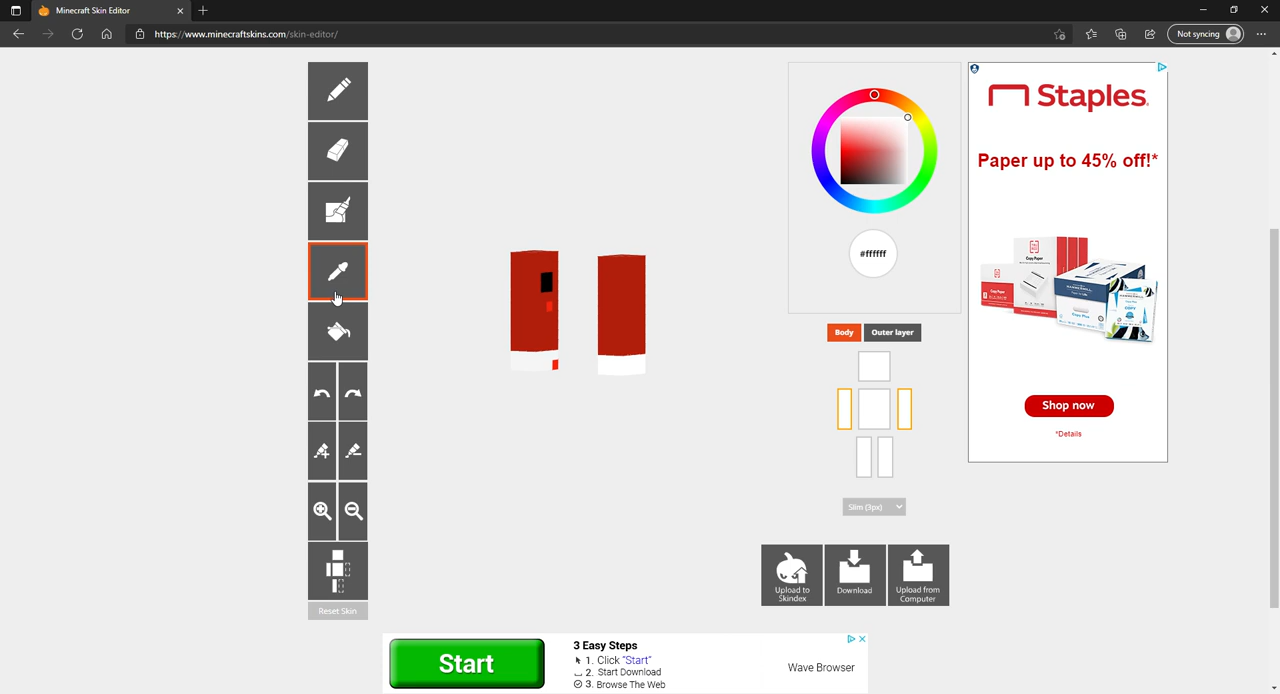 Minecraft Skin Editor
https://www.minecraftskins.com/skin-editor/
Not syncing
Staples
Paper up to 45% off!*
#ffffff
Body
Outer layer
Shop now
*Details
Slim (3px)
Upload to
Skindex
Download
Upload from
Computer
Reset Skin
Start
3 Easy Steps
1. Click "Start"
2. Start Download
3. Browse The Web
Wave Browser